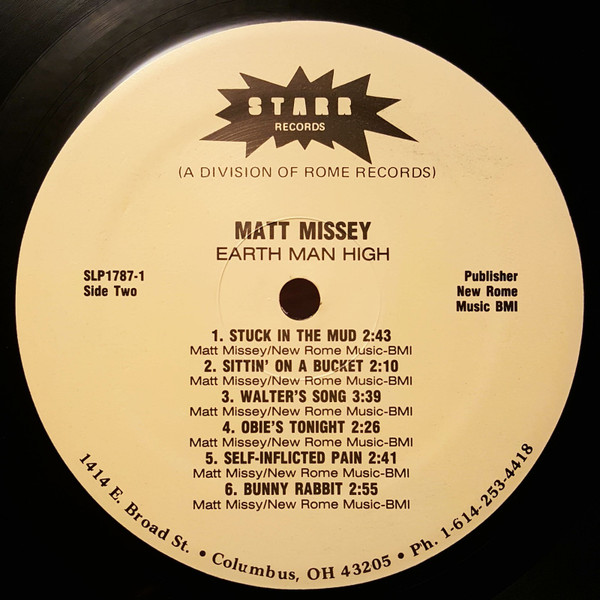 STARR
RECORDS
(A DIVISION OF ROME RECORDS)
MATT MISSEY
EARTH MAN HIGH
SLP1787-1
Side Two
Publisher
New Rome
Music BMI
1. STUCK IN THE MUD 2:43
Matt Missey/New Rome Music-BMI
2. SITTIN' ON A BUCKET 2:10
Matt Missey/New Rome Music-BMI
3. WALTER'S SONG 3:39
Matt Missey/New Rome Music-BMI
4. OBIE'S TONIGHT 2:26
Matt Missey/New Rome Music-BMI
5. SELF-INFLICTED PAIN 2:41
Matt Missy/New Rome Music-BMI
6. BUNNY RABBIT 2:55
Matt Missy/New Rome Music-BMI
1414 E. Broad St. • Columbus, OH 43205 • Ph. 1-614-253-4418